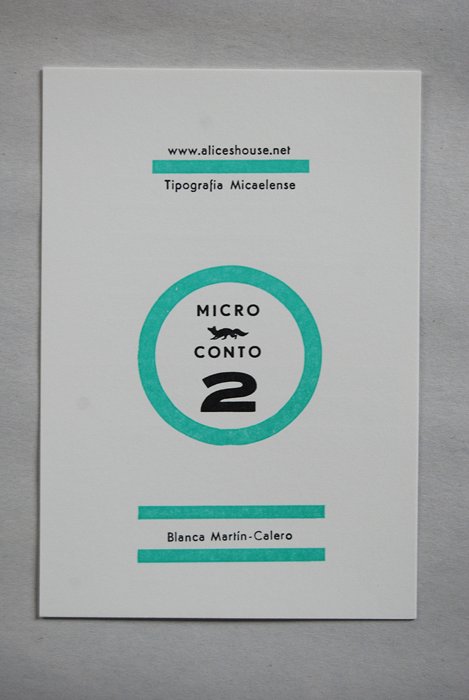 www.aliceshouse.net
Tipografia Micaelense
MICRO
CONTO
2
Blanca Martín-Calero